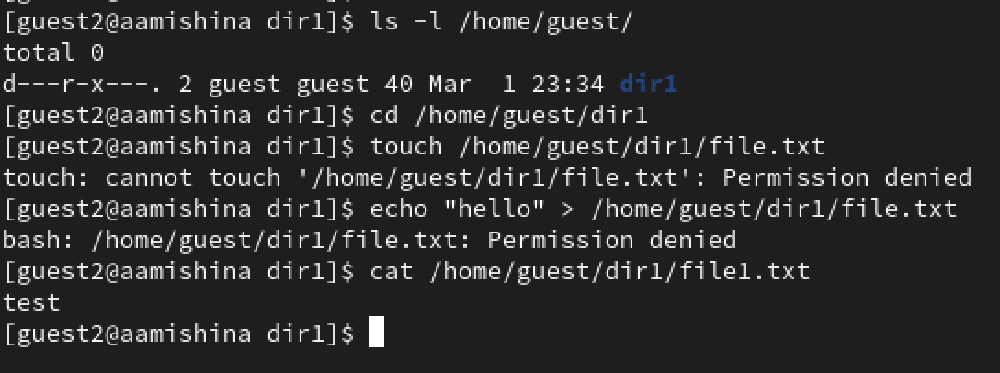 [guest2@aamishina dir1]$ ls -l /home/guest/
total 0
d---r-x---. 2 guest guest 40 Mar  1 23:34 dir1
[guest2@aamishina dir1]$ cd /home/guest/dir1
[guest2@aamishina dir1]$ touch /home/guest/dir1/file.txt
touch: cannot touch '/home/guest/dir1/file.txt': Permission denied
[guest2@aamishina dir1]$ echo "hello" > /home/guest/dir1/file.txt
bash: /home/guest/dir1/file.txt: Permission denied
[guest2@aamishina dir1]$ cat /home/guest/dir1/file1.txt
test
[guest2@aamishina dir1]$